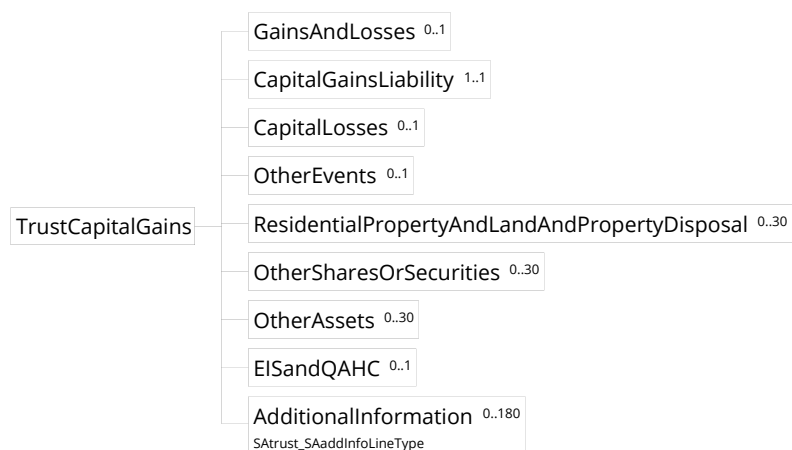 GainsAndLosses 0..1
CapitalGainsLiability 1..1
CapitalLosses 0..1
OtherEvents 0..1
TrustCapitalGains
ResidentialPropertyAndLandAndPropertyDisposal 0..30
OtherSharesOrSecurities 0..30
OtherAssets 0..30
EISandQAHC 0..1
AdditionalInformation 0..180
SAtrust_SAaddInfoLineType